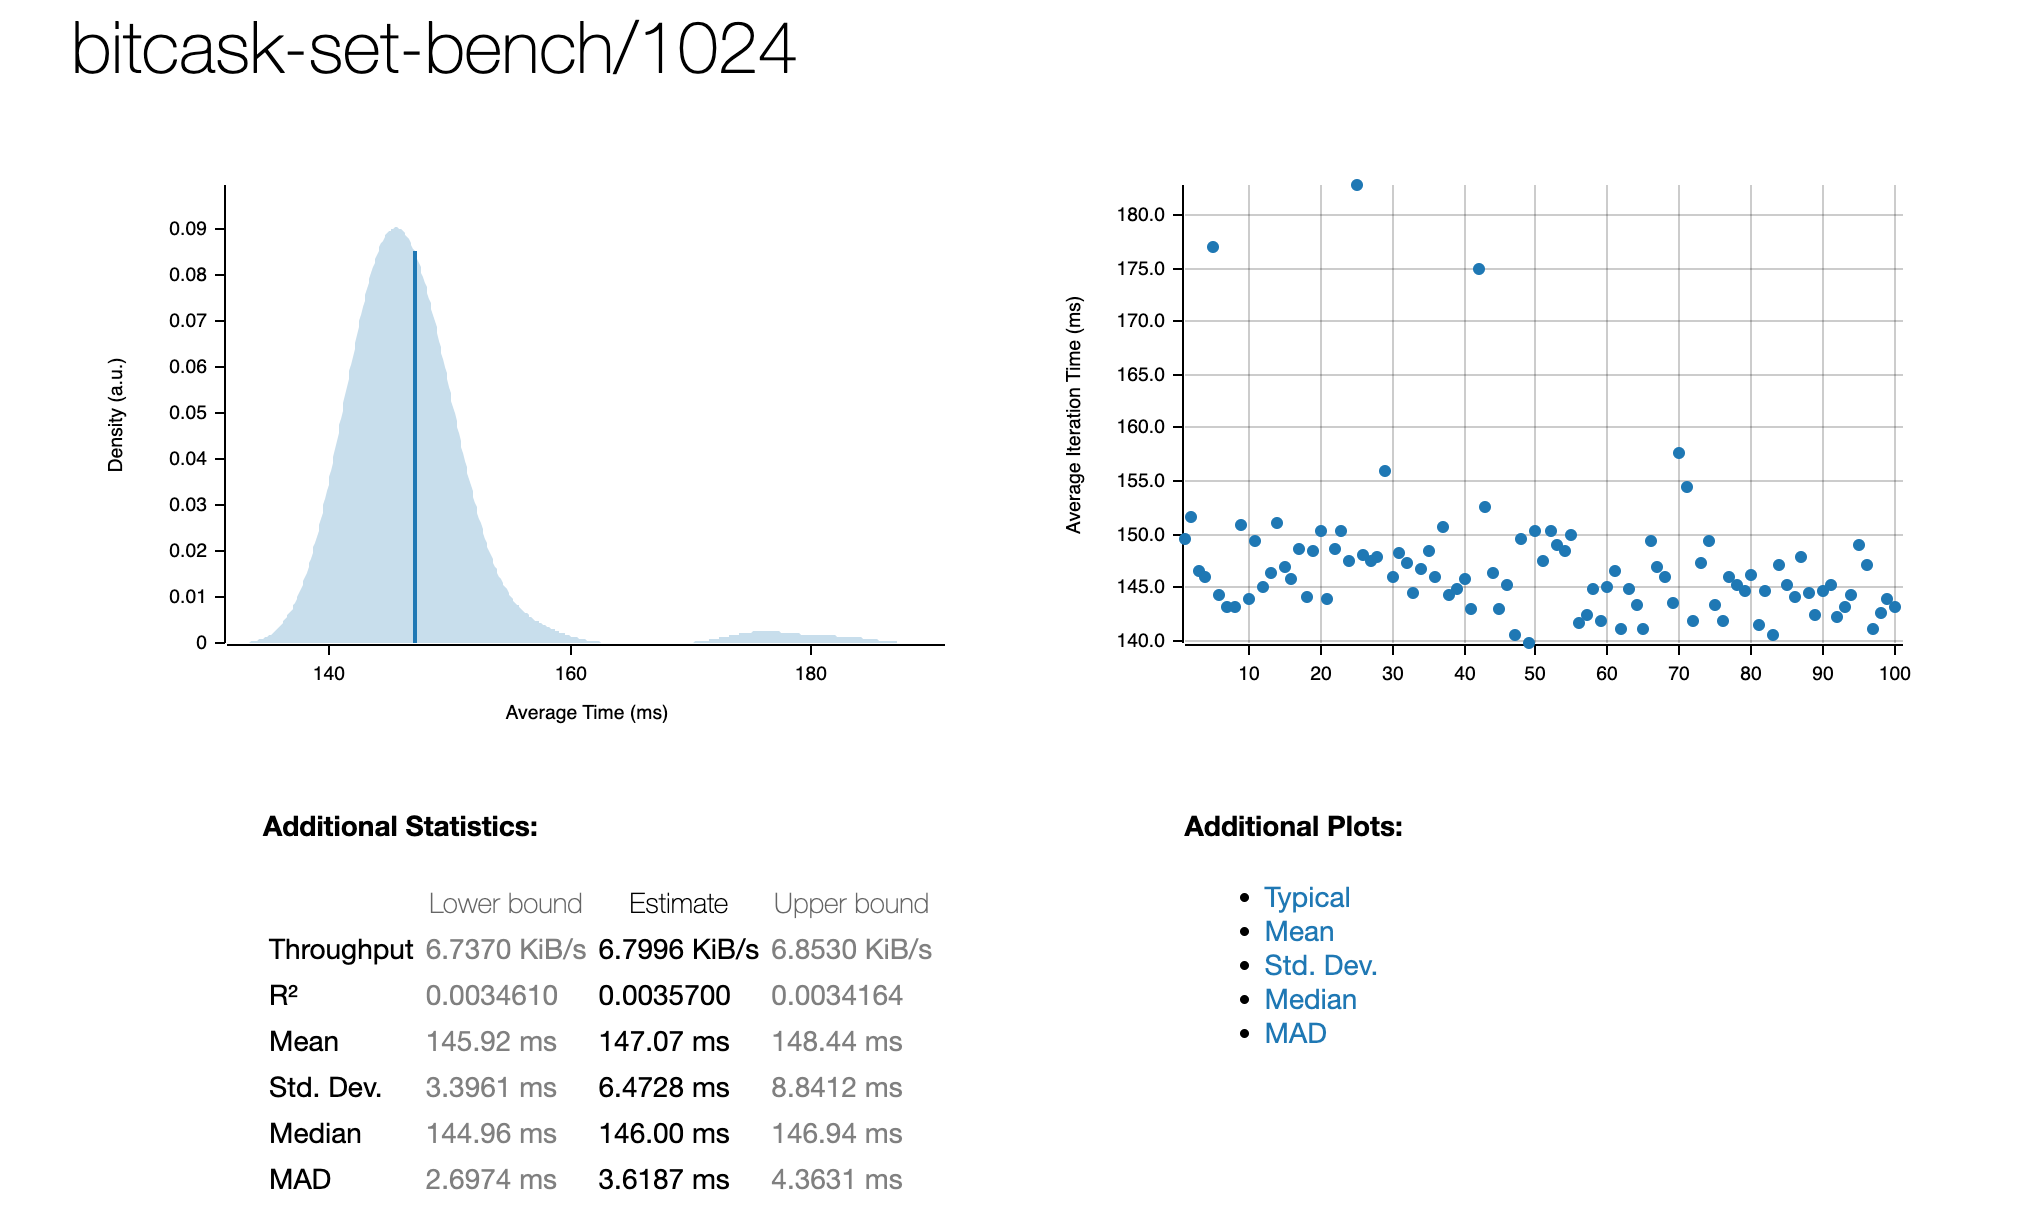 bitcask-set-bench/1024
0.09
0.08
0.07
0.06
0.05
0.04
0.03
0.02
0.01
0
Density (a.u.)
140 160 180
Average Time (ms)
180.0
175.0
170.0
165.0
160.0
155.0
150.0
145.0
140.0
Average Iteration Time (ms)
10 20 30 40 50 60 70 80 90 100
Additional Statistics:
Lower bound Estimate Upper bound
Throughput 6.7370 KiB/s 6.7996 KiB/s 6.8530 KiB/s
R² 0.0034610 0.0035700 0.0034164
Mean 145.92 ms 147.07 ms 148.44 ms
Std. Dev. 3.3961 ms 6.4728 ms 8.8412 ms
Median 144.96 ms 146.00 ms 146.94 ms
MAD 2.6974 ms 3.6187 ms 4.3631 ms
Additional Plots:
• Typical
• Mean
• Std. Dev.
• Median
• MAD